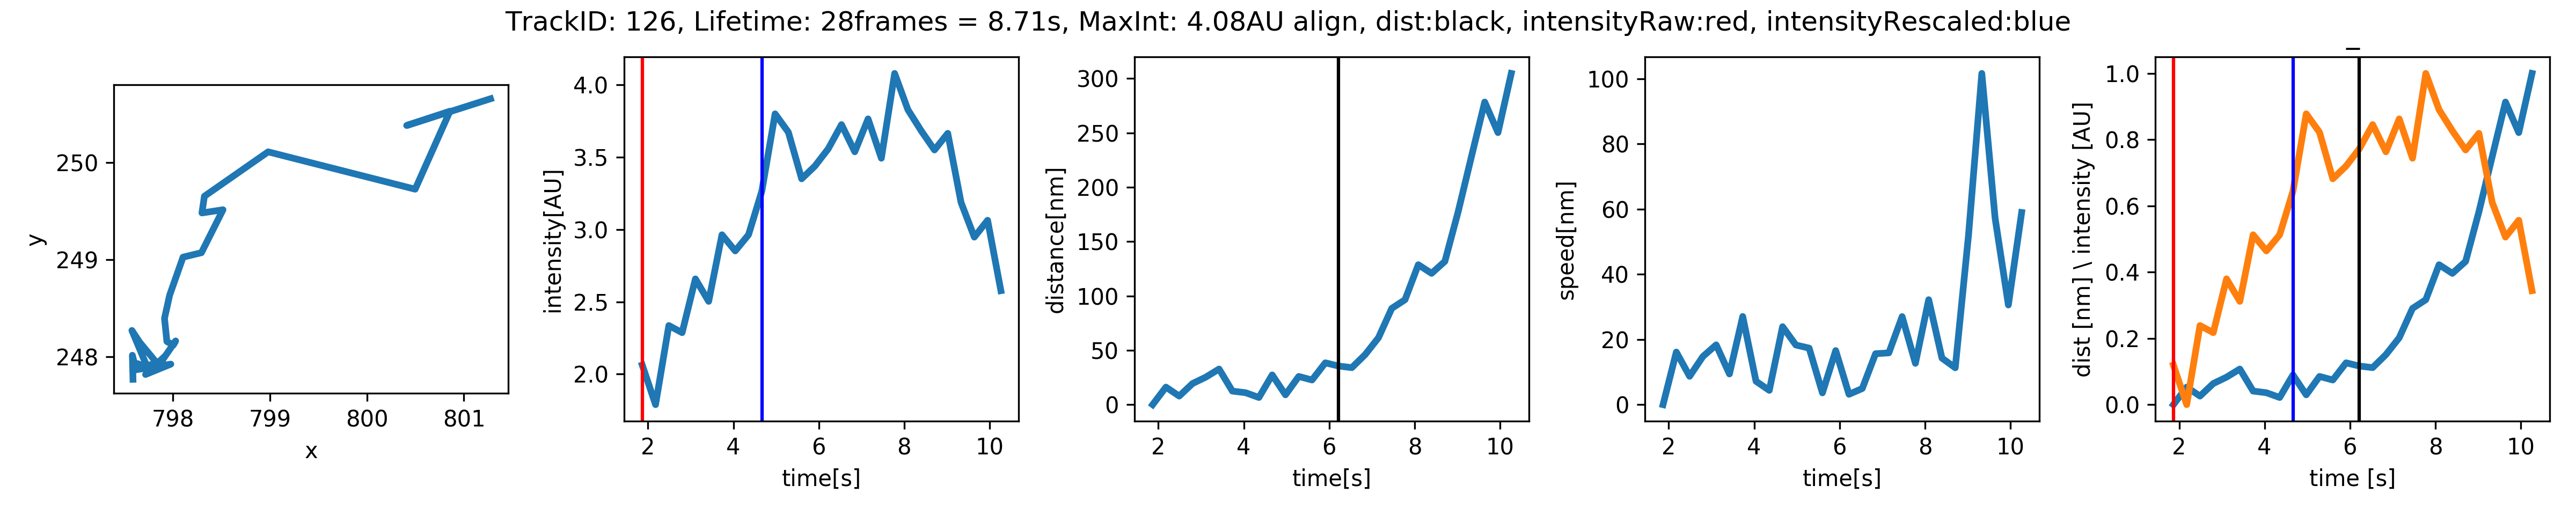 TrackID: 126, Lifetime: 28frames = 8.71s, MaxInt: 4.08AU align, dist:black, intensityRaw:red, intensityRescaled:blue
y
250
249
248
798 799 800 801
x
intensity[AU]
4.0
3.5
3.0
2.5
2.0
2 4 6 8 10
time[s]
distance[nm]
300
250
200
150
100
50
0
2 4 6 8 10
time[s]
speed[nm]
100
80
60
40
20
0
2 4 6 8 10
time[s]
_
dist [nm] \ intensity [AU]
1.0
0.8
0.6
0.4
0.2
0.0
2 4 6 8 10
time [s]